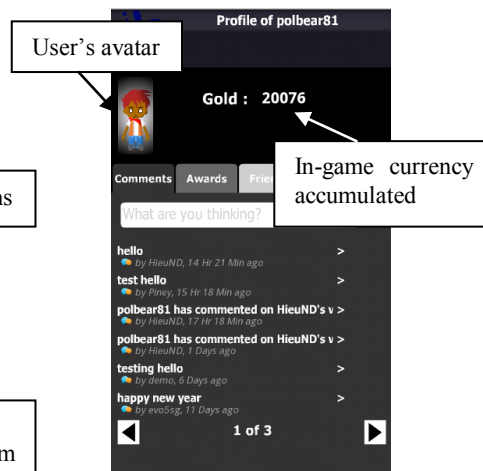 Profile of polbear81
User's avatar
Gold : 20076
In-game currency
accumulated
Comments Awards
What are you thinking?
hello >
by HieuND, 14 Hr 21 Min ago
test hello >
by Piney, 15 Hr 18 Min ago
polbear81 has commented on HieuND's >
by HieuND, 17 Hr 18 Min ago
polbear81 has commented on HieuND's >
by HieuND, 1 Days ago
testing hello >
by demo, 6 Days ago
happy new year >
by evo5sg, 11 Days ago
1 of 3